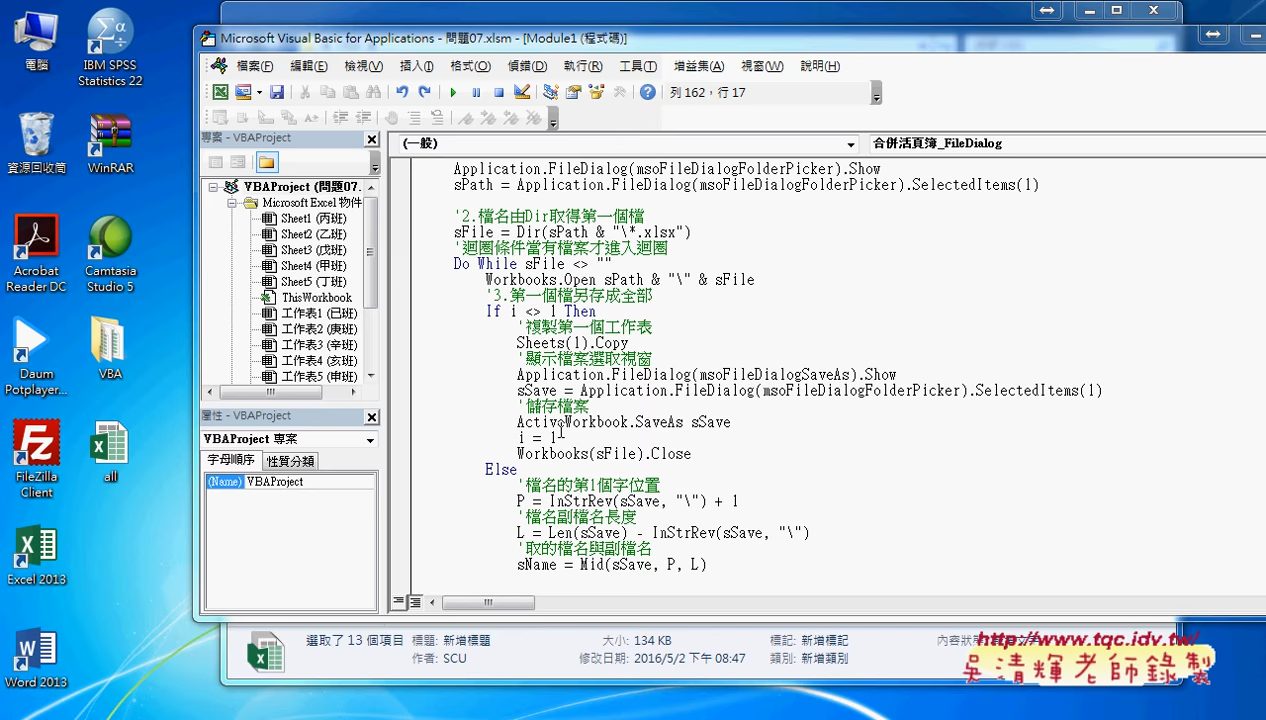 電腦
IBM SPSS
Statistics 22
資源回收筒
WinRAR
Acrobat
Reader DC
Camtasia
Studio 5
Daum
Potplayer...
VBA
FileZilla
Client
all
Excel 2013
Word 2013
Microsoft Visual Basic for Applications - 問題07.xlsm - [Module1 (程式碼)]
檔案(F) 編輯(E) 檢視(V) 插入(I) 格式(O) 偵錯(D) 執行(R) 工具(T) 增益集(A) 視窗(W) 說明(H)
列 162，行 17
專案 - VBAProject
VBAProject (問題07.
Microsoft Excel 物件
Sheet1 (丙班)
Sheet2 (乙班)
Sheet3 (戊班)
Sheet4 (甲班)
Sheet5 (丁班)
ThisWorkbook
工作表1 (巳班)
工作表2 (庚班)
工作表3 (辛班)
工作表4 (亥班)
工作表5 (申班)
屬性 - VBAProject
VBAProject 專案
字母順序 性質分類
(Name) VBAProject
(一般) 合併活頁簿_FileDialog
Application.FileDialog(msoFileDialogFolderPicker).Show
sPath = Application.FileDialog(msoFileDialogFolderPicker).SelectedItems(1)
'2.檔名由Dir取得第一個檔
sFile = Dir(sPath & "\*.xlsx")
'迴圈條件當有檔案才進入迴圈
Do While sFile <> ""
Workbooks.Open sPath & "\" & sFile
'3.第一個檔另存成全部
If i <> 1 Then
'複製第一個工作表
Sheets(1).Copy
'顯示檔案選取視窗
Application.FileDialog(msoFileDialogSaveAs).Show
sSave = Application.FileDialog(msoFileDialogFolderPicker).SelectedItems(1)
'儲存檔案
ActiveWorkbook.SaveAs sSave
i = 1
Workbooks(sFile).Close
Else
'檔名的第1個字位置
P = InStrRev(sSave, "\") + 1
'檔名副檔名長度
L = Len(sSave) - InStrRev(sSave, "\")
'取的檔名與副檔名
sName = Mid(sSave, P, L)
選取了 13 個項目 標題: 新增標題 大小: 134 KB 標記: 新增標記
作者: SCU 修改日期: 2016/5/2 下午 08:47 類別: 新增類別
http://www.tqc.idv.tw/
吳清輝老師錄製